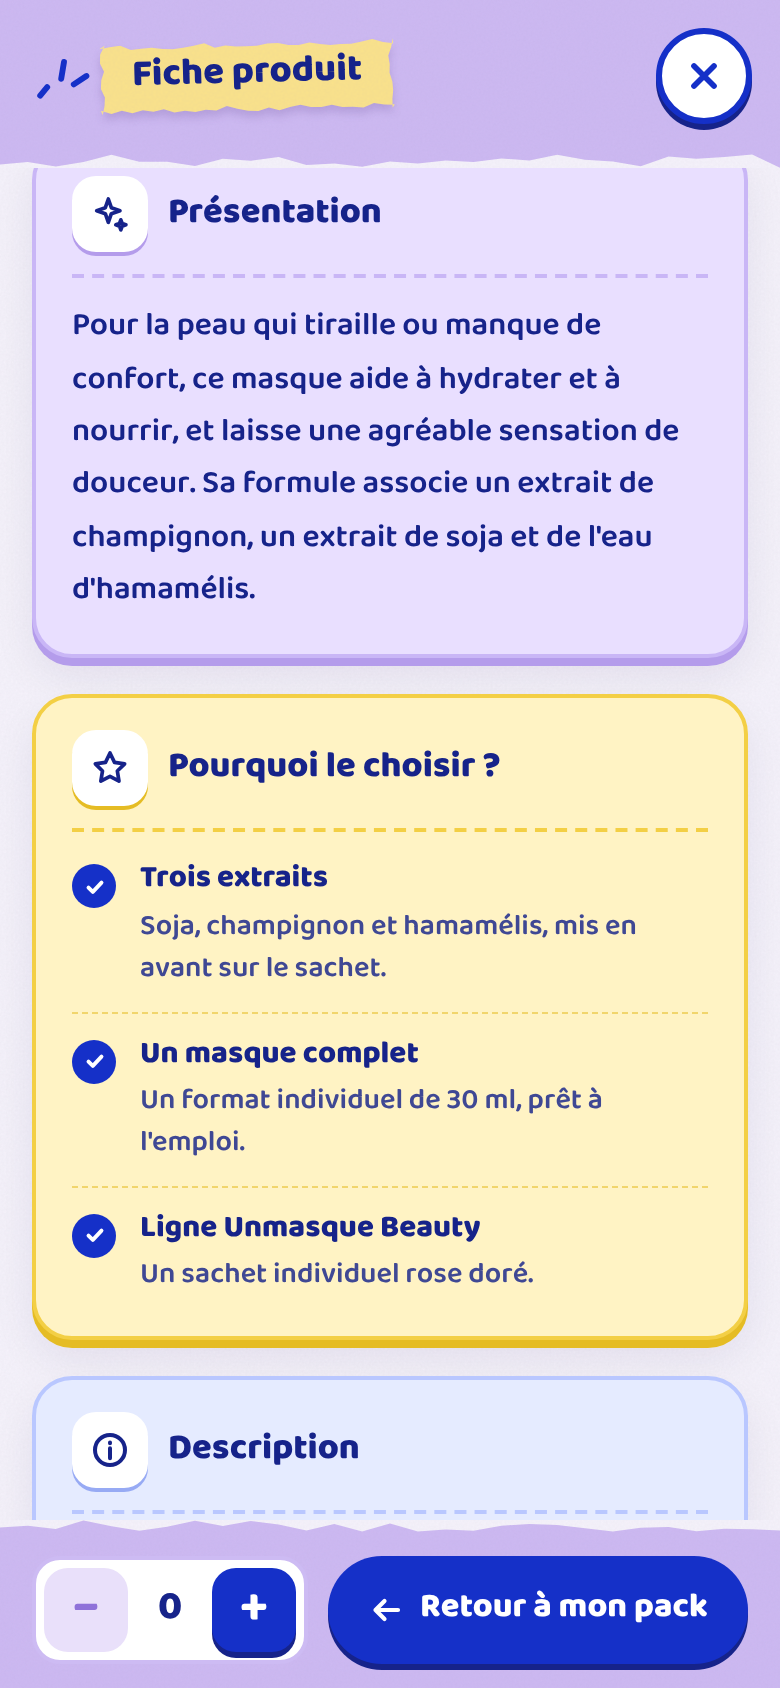 Fiche produit
Présentation
Pour la peau qui tiraille ou manque de
confort, ce masque aide à hydrater et à
nourrir, et laisse une agréable sensation de
douceur. Sa formule associe un extrait de
champignon, un extrait de soja et de l'eau
d'hamamélis.
Pourquoi le choisir ?
Trois extraits
Soja, champignon et hamamélis, mis en
avant sur le sachet.
Un masque complet
Un format individuel de 30 ml, prêt à
l'emploi.
Ligne Unmasque Beauty
Un sachet individuel rose doré.
Description
− 0 + ← Retour à mon pack